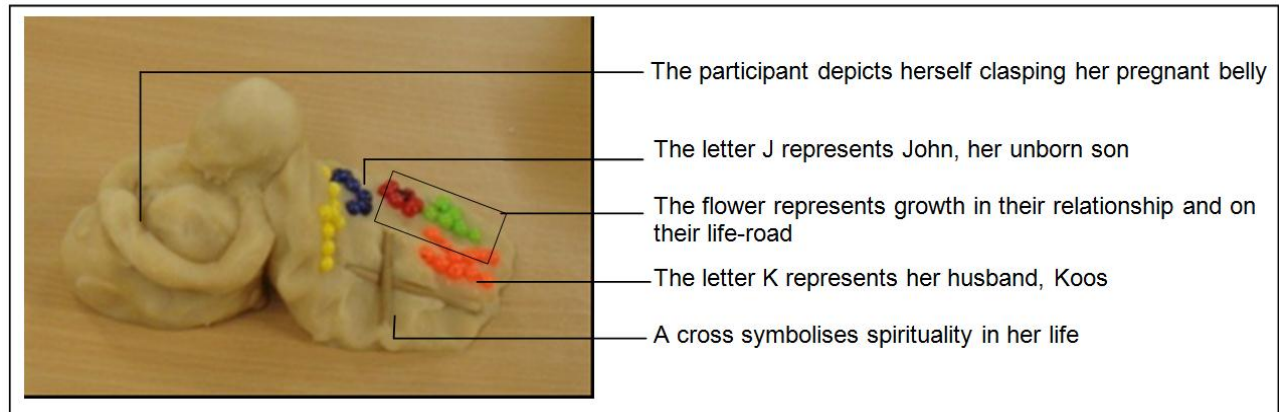 The participant depicts herself clasping her pregnant belly
The letter J represents John, her unborn son
The flower represents growth in their relationship and on
their life-road
The letter K represents her husband, Koos
A cross symbolises spirituality in her life